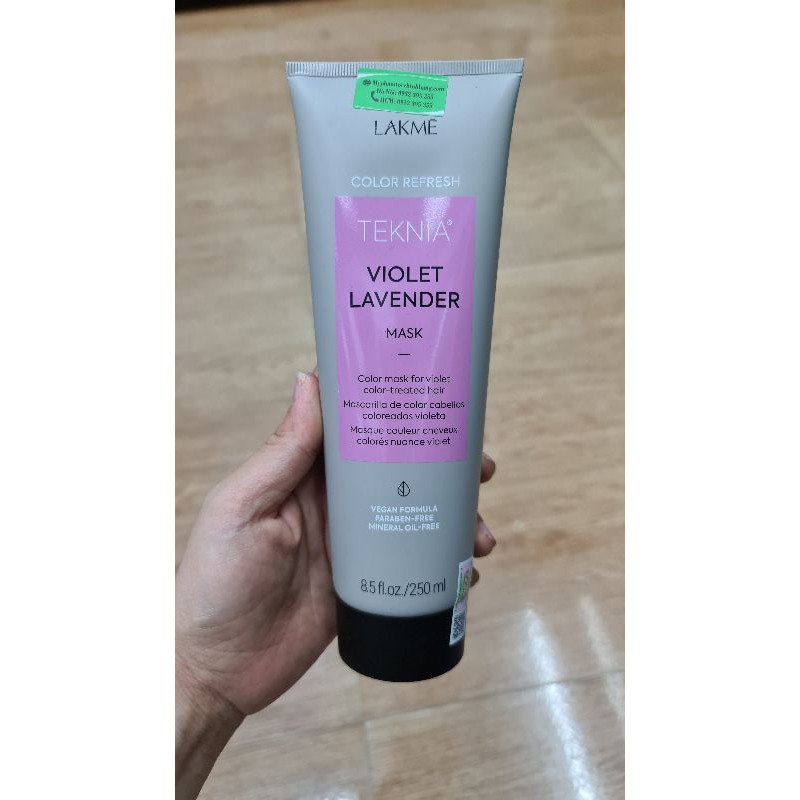 LAKMĒ
COLOR REFRESH
TEKNIA®
VIOLET
LAVENDER
MASK
Color mask for violet
color-treated hair
Mascarilla de color cabellos
coloreados violeta
Masque couleur cheveux
colorés nuance violet
VEGAN FORMULA
PARABEN-FREE
MINERAL OIL-FREE
8.5 fl.oz./250 ml